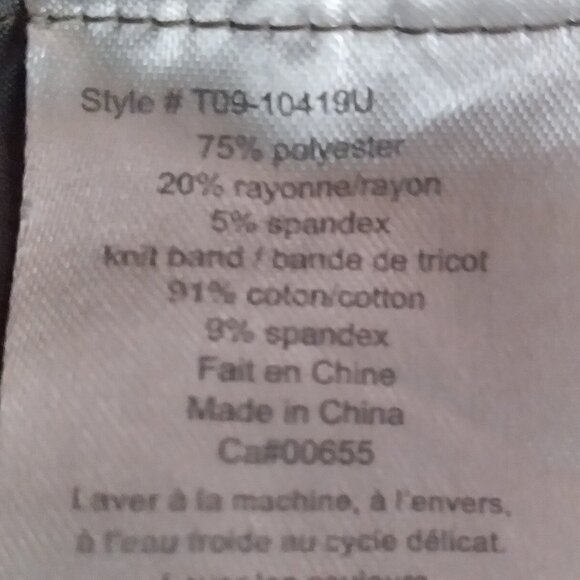 Style # T09-10419U
75% polyester
20% rayonne/rayon
5% spandex
knit band / bande de tricot
91% coton/cotton
9% spandex
Fait en Chine
Made in China
Ca#00655
Laver à la machine, à l'envers,
à l'eau froide au cycle délicat.